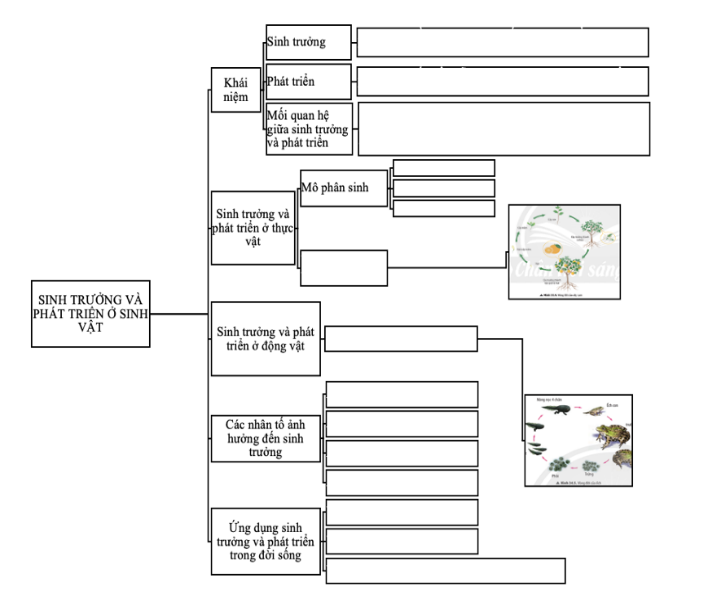 Sinh trưởng
Khái
niệm
Phát triển
Mối quan hệ
giữa sinh trưởng
và phát triển
Mô phân sinh
Sinh trưởng và
phát triển ở thực
vật
SINH TRƯỞNG VÀ
PHÁT TRIỂN Ở SINH
VẬT
Sinh trưởng và phát
triển ở động vật
Các nhân tố ảnh
hưởng đến sinh
trưởng
Ứng dụng sinh
trưởng và phát triển
trong đời sống